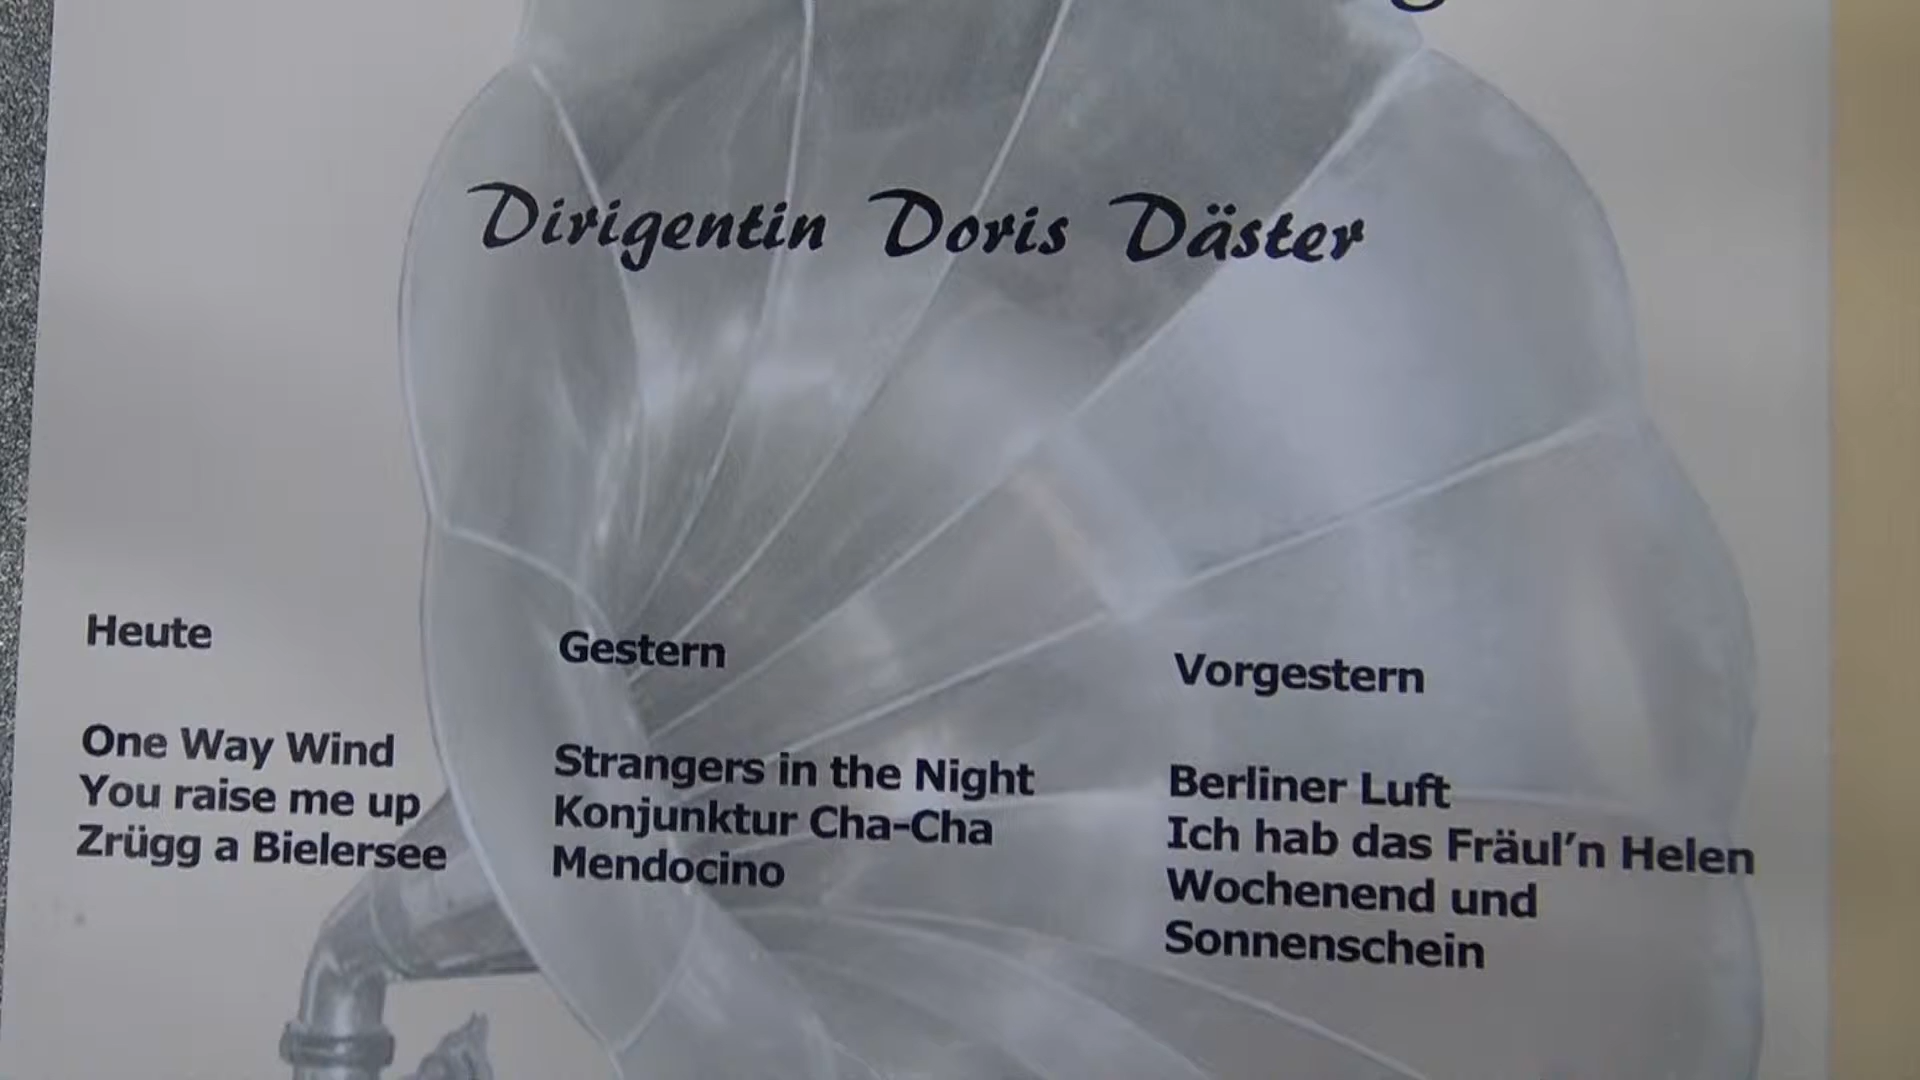 Dirigentin Doris Däster
Heute
One Way Wind
You raise me up
Zrügg a Bielersee
Gestern
Strangers in the Night
Konjunktur Cha-Cha
Mendocino
Vorgestern
Berliner Luft
Ich hab das Fräul’n Helen
Wochenend und
Sonnenschein